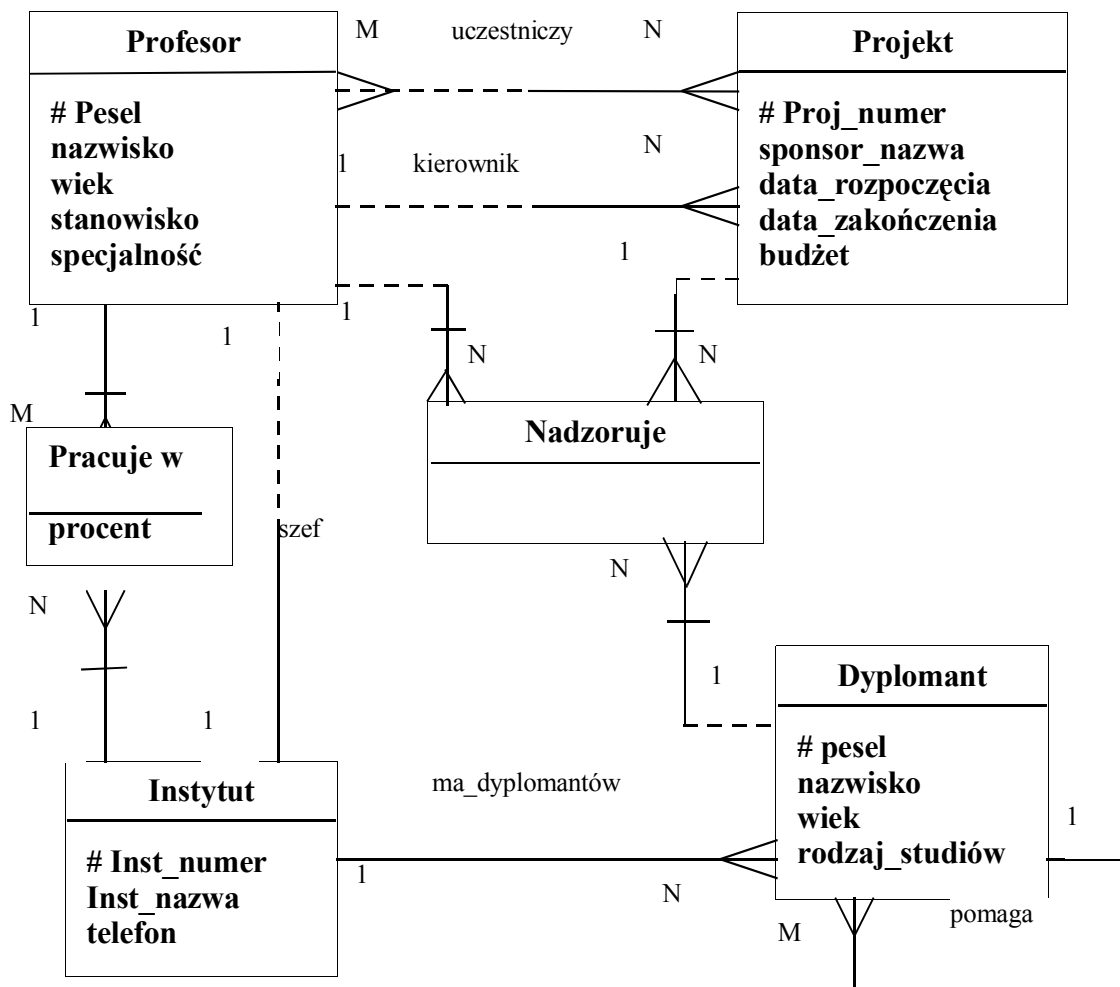 Profesor
# Pesel
nazwisko
wiek
stanowisko
specjalność
M uczestniczy N
1 kierownik N
Projekt
# Proj_numer
sponsor_nazwa
data_rozpoczęcia
data_zakończenia
budżet
1
1 1 1
N N
Nadzoruje
M
Pracuje w
procent
szef
N
N
1 1
1
Dyplomant
# pesel
nazwisko
wiek
rodzaj_studiów
1
Instytut
# Inst_numer
Inst_nazwa
telefon
ma_dyplomantów
1 N
M pomaga